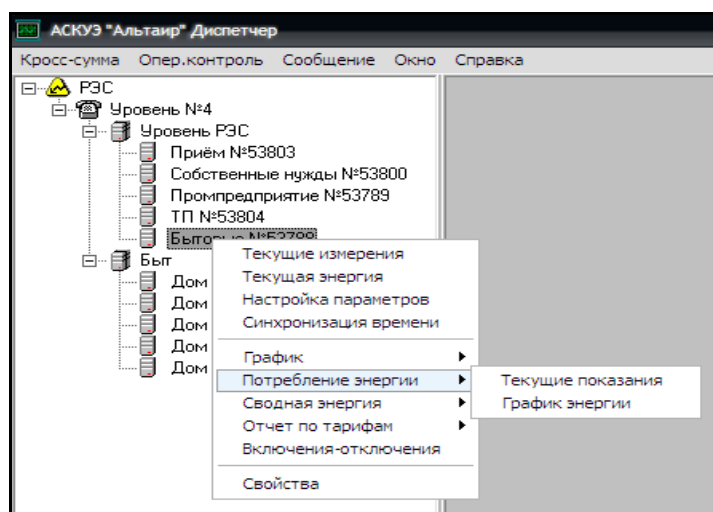 АСКУЭ "Альтаир" Диспетчер
Кросс-сумма Опер.контроль Сообщение Окно Справка
РЭС
Уровень №4
Уровень РЭС
Приём №53803
Собственные нужды №53800
Промпредприятие №53789
ТП №53804
Быт
Дом
Дом
Дом
Дом
Дом
Текущие измерения
Текущая энергия
Настройка параметров
Синхронизация времени
График
Потребление энергии
Сводная энергия
Отчет по тарифам
Включения-отключения
Свойства
Текущие показания
График энергии